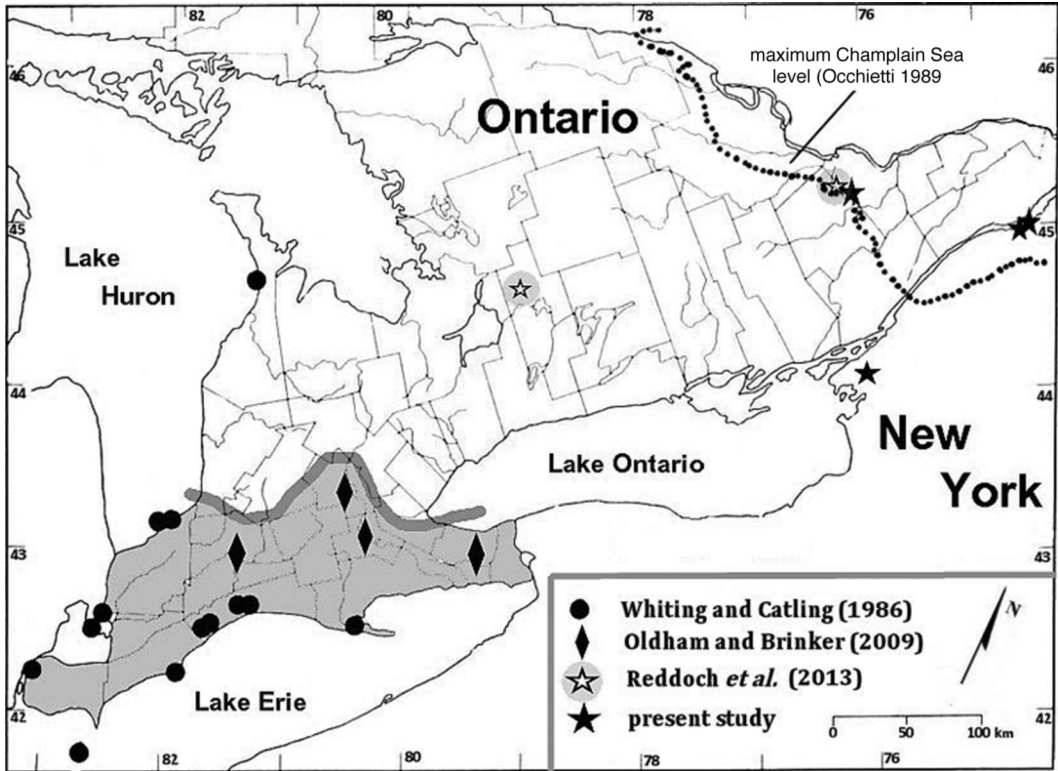 82
80
78
76
46
46
maximum Champlain Sea
level (Occhietti 1989
Ontario
45
45
Lake
Huron
44
44
New
York
Lake Ontario
43
43
Whiting and Catling (1986)
Oldham and Brinker (2009)
Reddoch et al. (2013)
present study
N
0 50 100 km
Lake Erie
42
42
82
80
78
76